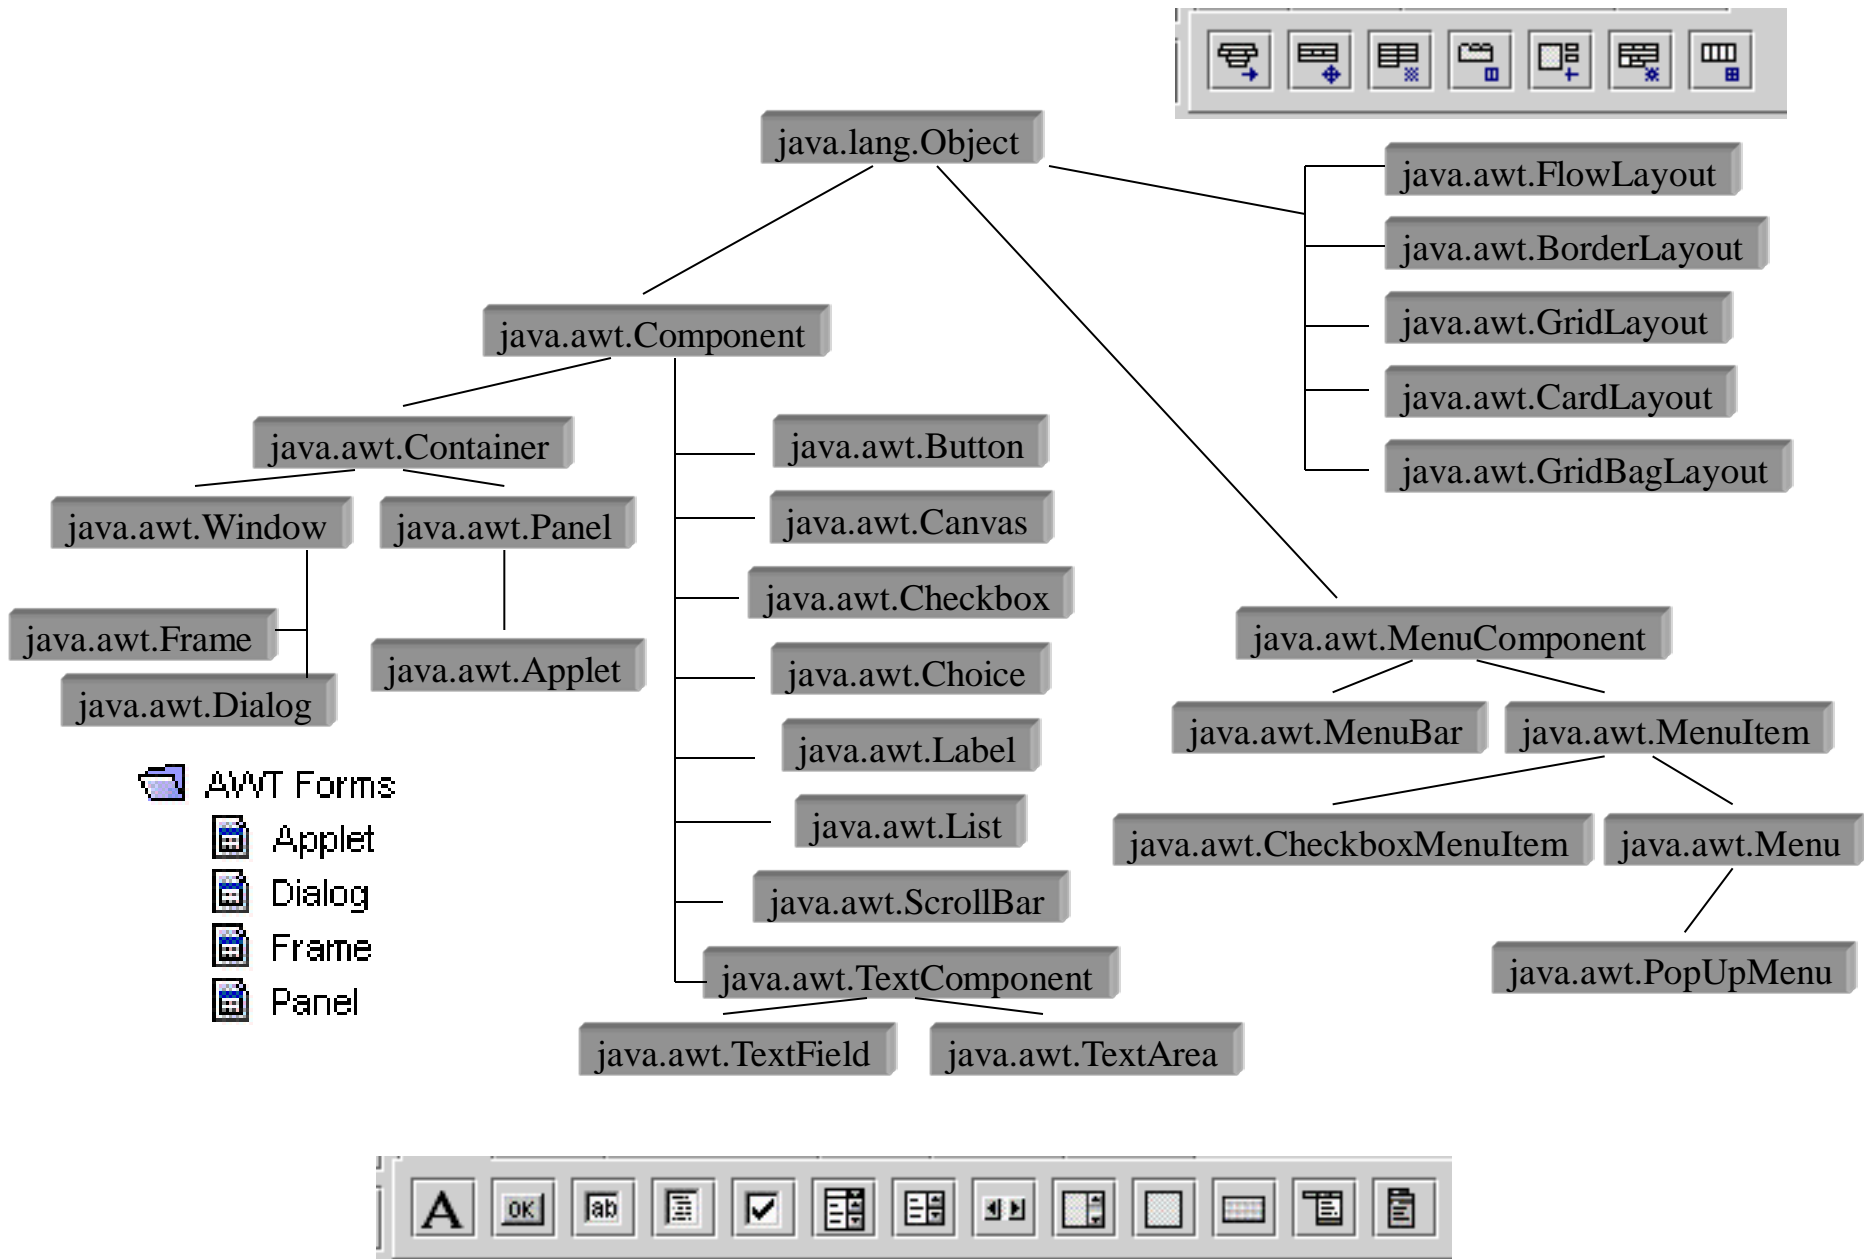 java.lang.Object
java.awt.FlowLayout
java.awt.BorderLayout
java.awt.GridLayout
java.awt.CardLayout
java.awt.GridBagLayout
java.awt.Component
java.awt.Container
java.awt.Window
java.awt.Panel
java.awt.Frame
java.awt.Dialog
java.awt.Applet
java.awt.Button
java.awt.Canvas
java.awt.Checkbox
java.awt.Choice
java.awt.Label
java.awt.List
java.awt.ScrollBar
java.awt.TextComponent
java.awt.TextField
java.awt.TextArea
java.awt.MenuComponent
java.awt.MenuBar
java.awt.MenuItem
java.awt.CheckboxMenuItem
java.awt.Menu
java.awt.PopUpMenu
AWT Forms
Applet
Dialog
Frame
Panel
A
OK
ab